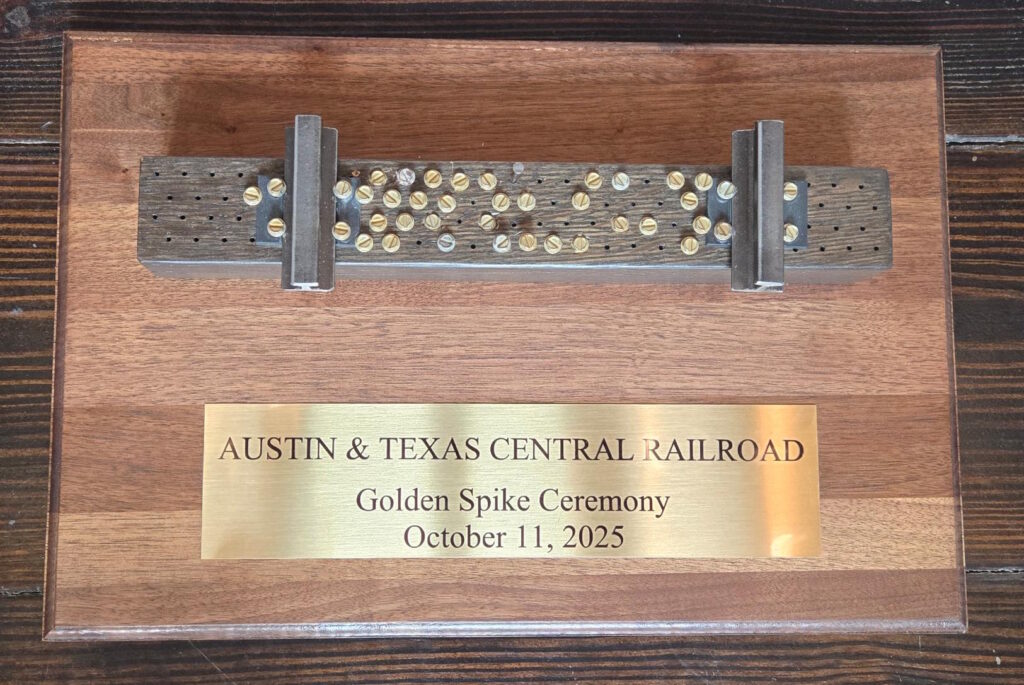 AUSTIN & TEXAS CENTRAL RAILROAD
Golden Spike Ceremony
October 11, 2025